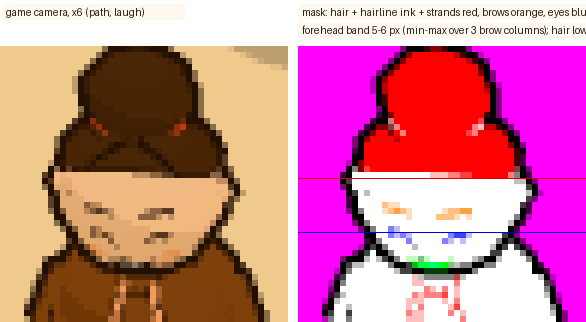 game camera, x6 (path, laugh)
mask: hair + hairline ink + strands red, brows orange, eyes blu
forehead band 5-6 px (min-max over 3 brow columns); hair low